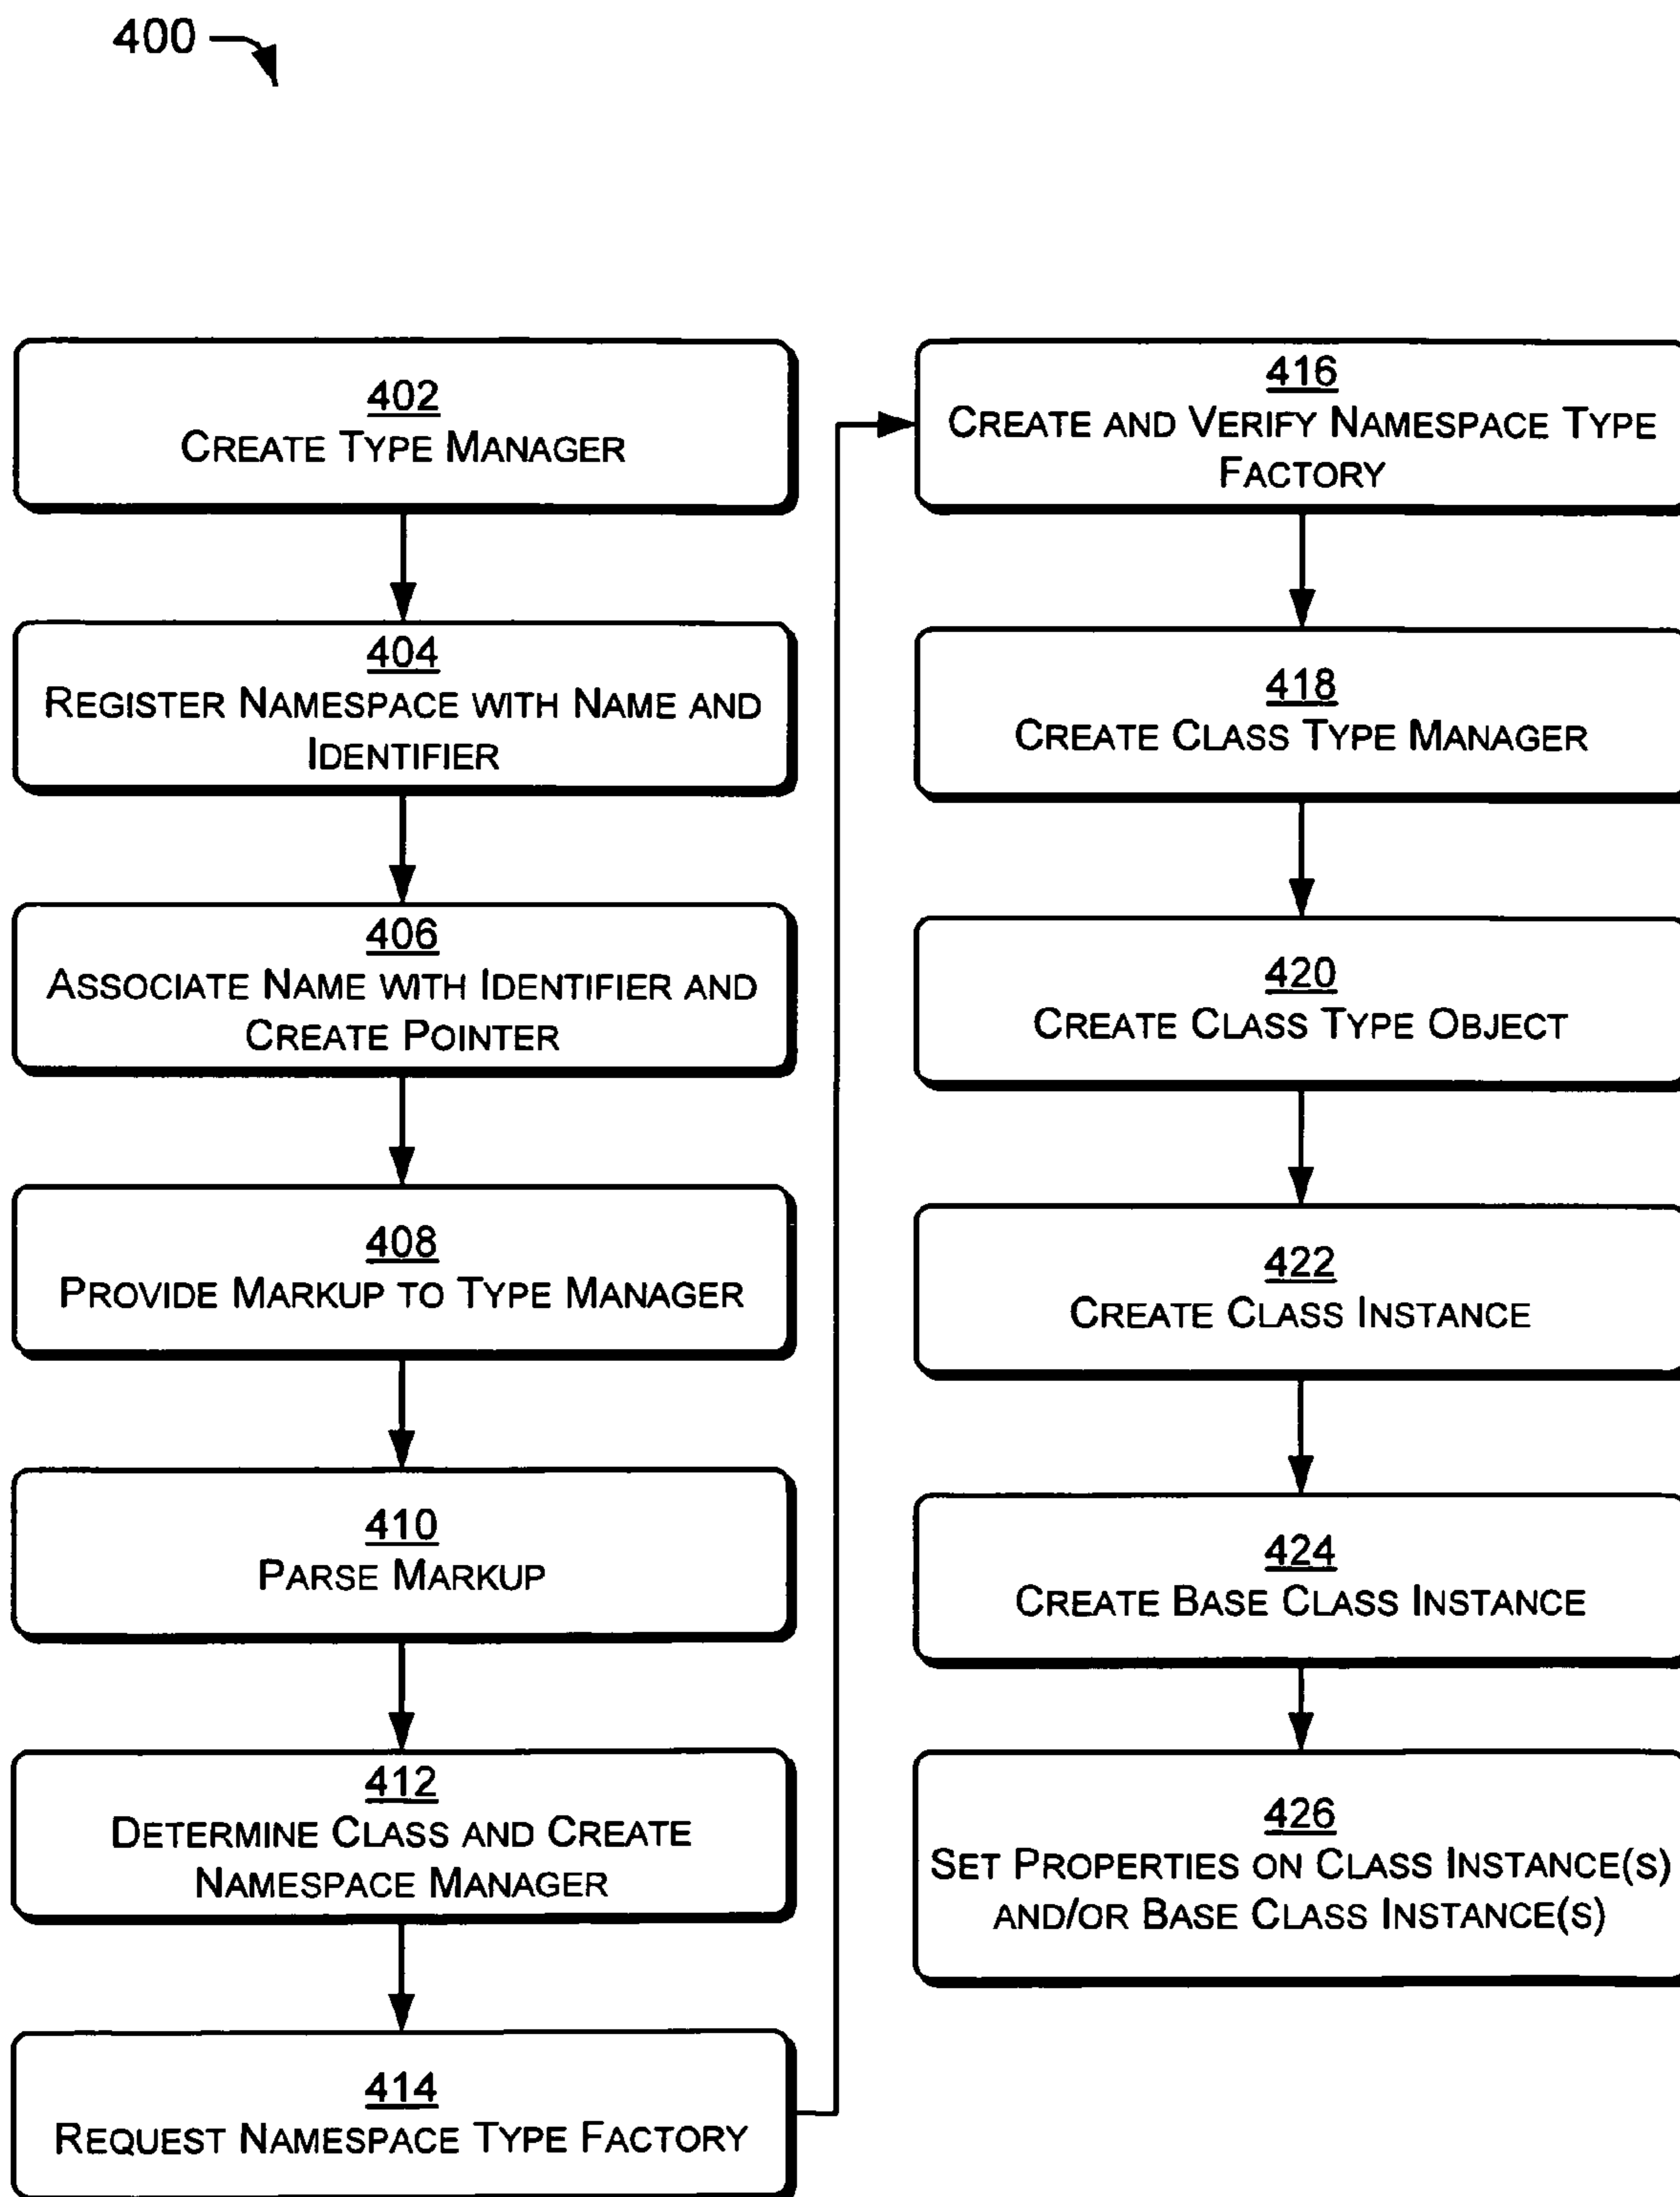 400
402
CREATE TYPE MANAGER
404
REGISTER NAMESPACE WITH NAME AND
IDENTIFIER
406
ASSOCIATE NAME WITH IDENTIFIER AND
CREATE POINTER
408
PROVIDE MARKUP TO TYPE MANAGER
410
PARSE MARKUP
412
DETERMINE CLASS AND CREATE
NAMESPACE MANAGER
414
REQUEST NAMESPACE TYPE FACTORY
416
CREATE AND VERIFY NAMESPACE TYPE
FACTORY
418
CREATE CLASS TYPE MANAGER
420
CREATE CLASS TYPE OBJECT
422
CREATE CLASS INSTANCE
424
CREATE BASE CLASS INSTANCE
426
SET PROPERTIES ON CLASS INSTANCE(S)
AND/OR BASE CLASS INSTANCE(S)